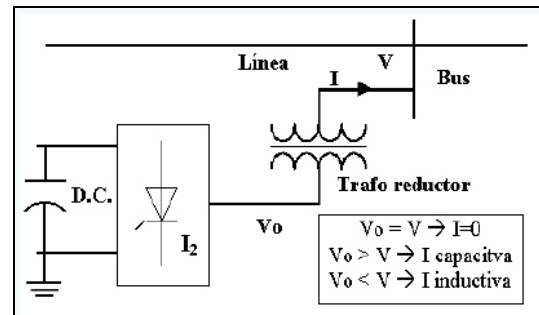 Línea
V
I
Bus
D.C.
Trafo reductor
I₂
Vo
Vo = V → I=0
Vo > V → I capacitva
Vo < V → I inductiva